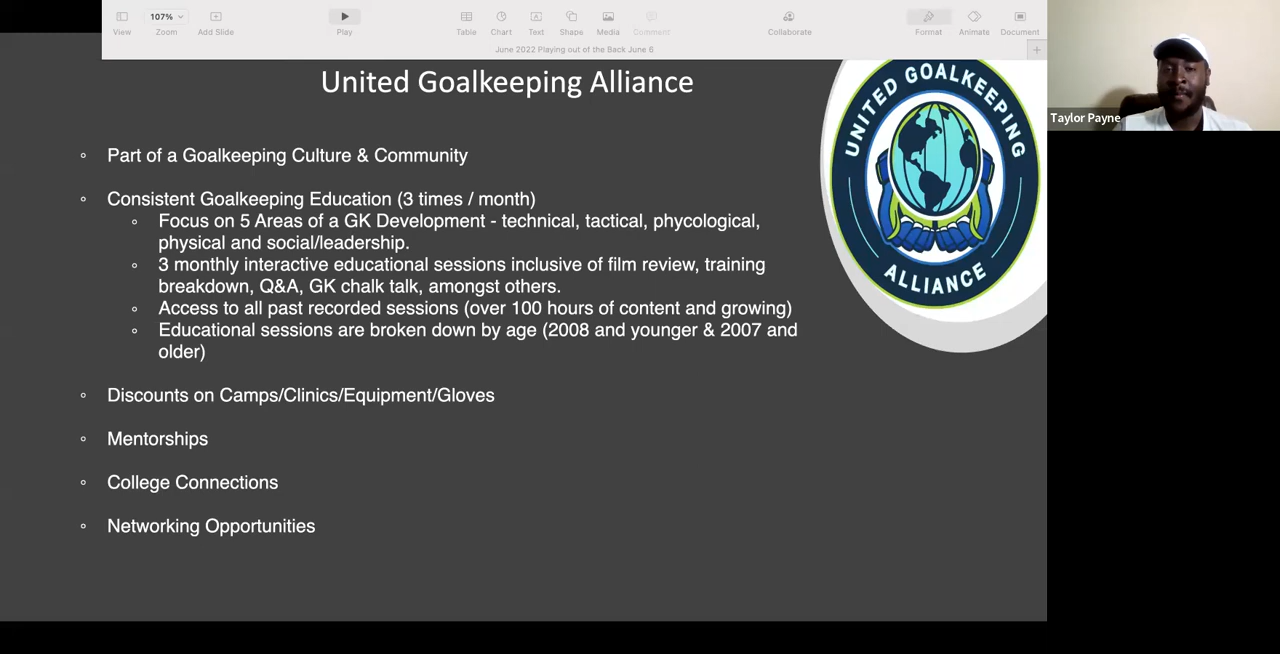 107%
View
Zoom
Add Slide
Play
Table
Chart
Text
Shape
Media
Comment
Collaborate
Format
Animate
Document
June 2022 Playing out of the Back June 6
United Goalkeeping Alliance
UNITED GOALKEEPING
ALLIANCE
Taylor Payne
◦ Part of a Goalkeeping Culture & Community
◦ Consistent Goalkeeping Education (3 times / month)
◦ Focus on 5 Areas of a GK Development - technical, tactical, phycological,
physical and social/leadership.
◦ 3 monthly interactive educational sessions inclusive of film review, training
breakdown, Q&A, GK chalk talk, amongst others.
◦ Access to all past recorded sessions (over 100 hours of content and growing)
◦ Educational sessions are broken down by age (2008 and younger & 2007 and
older)
◦ Discounts on Camps/Clinics/Equipment/Gloves
◦ Mentorships
◦ College Connections
◦ Networking Opportunities